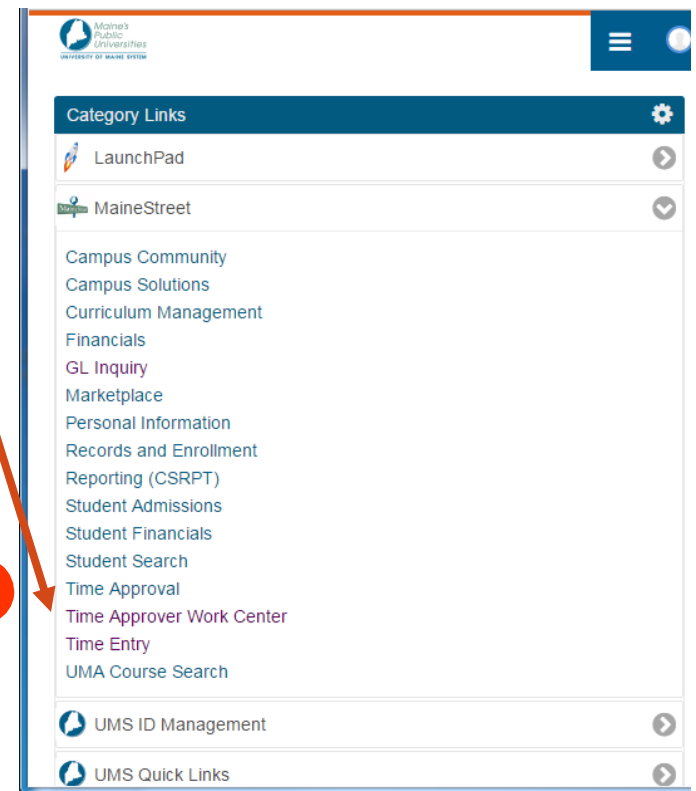 Maine's
Public
Universities
UNIVERSITY OF MAINE SYSTEM
Category Links
LaunchPad
MaineStreet
Campus Community
Campus Solutions
Curriculum Management
Financials
GL Inquiry
Marketplace
Personal Information
Records and Enrollment
Reporting (CSRPT)
Student Admissions
Student Financials
Student Search
Time Approval
Time Approver Work Center
Time Entry
UMA Course Search
UMS ID Management
UMS Quick Links